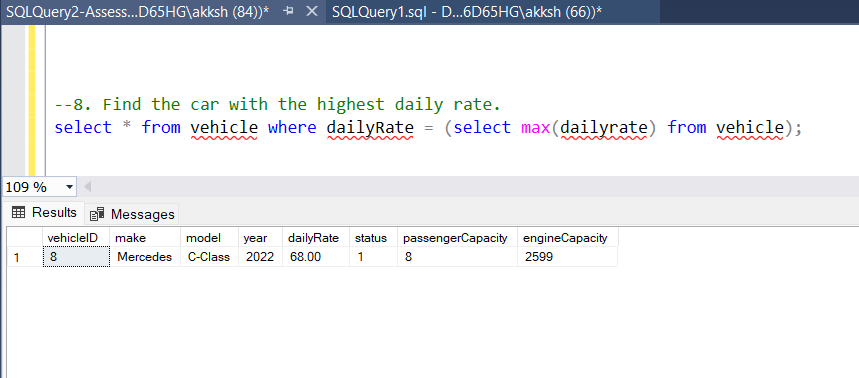 SQLQuery2-Assess...D65HG\akksh (84))* SQLQuery1.sql - D...6D65HG\akksh (66))*
--8. Find the car with the highest daily rate.
select * from vehicle where dailyRate = (select max(dailyrate) from vehicle);
109 %
Results Messages
vehicleID make model year dailyRate status passengerCapacity engineCapacity
1 8 Mercedes C-Class 2022 68.00 1 8 2599